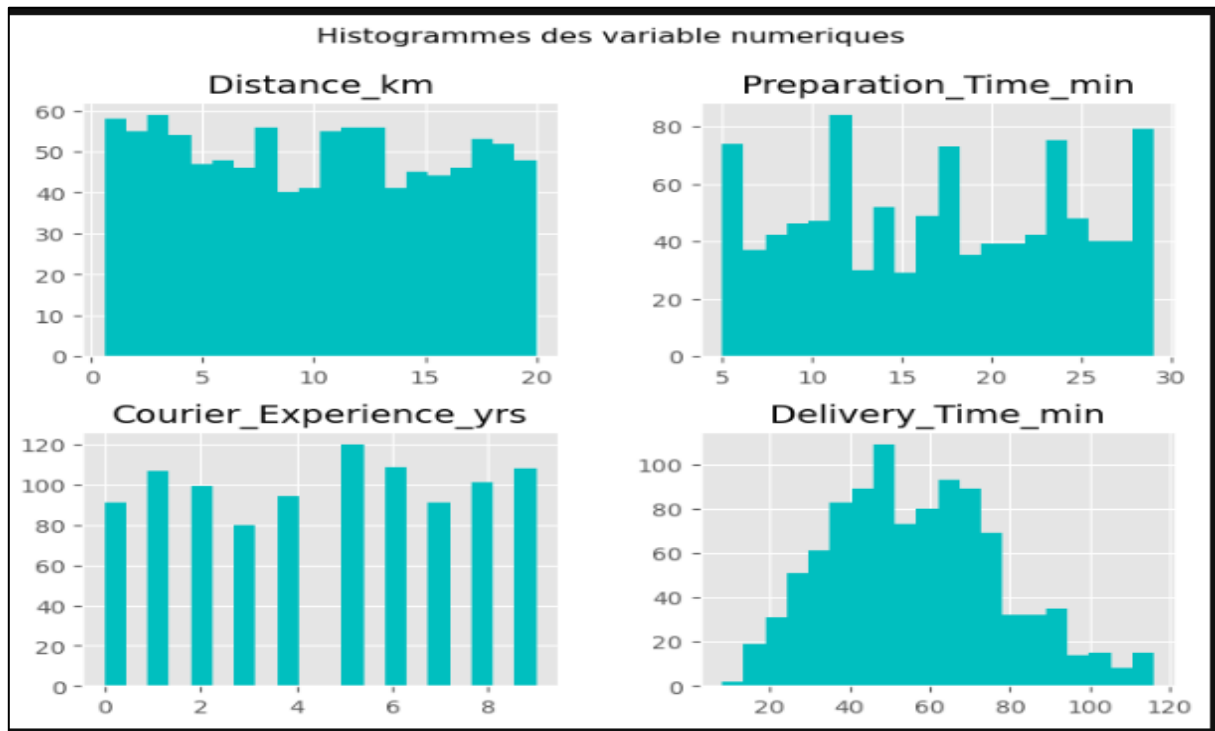 Histogrammes des variable numeriques
Distance_km
60
50
40
30
20
10
0
0 5 10 15 20
Preparation_Time_min
80
60
40
20
0
5 10 15 20 25 30
Courier_Experience_yrs
120
100
80
60
40
20
0
0 2 4 6 8
Delivery_Time_min
100
80
60
40
20
0
20 40 60 80 100 120